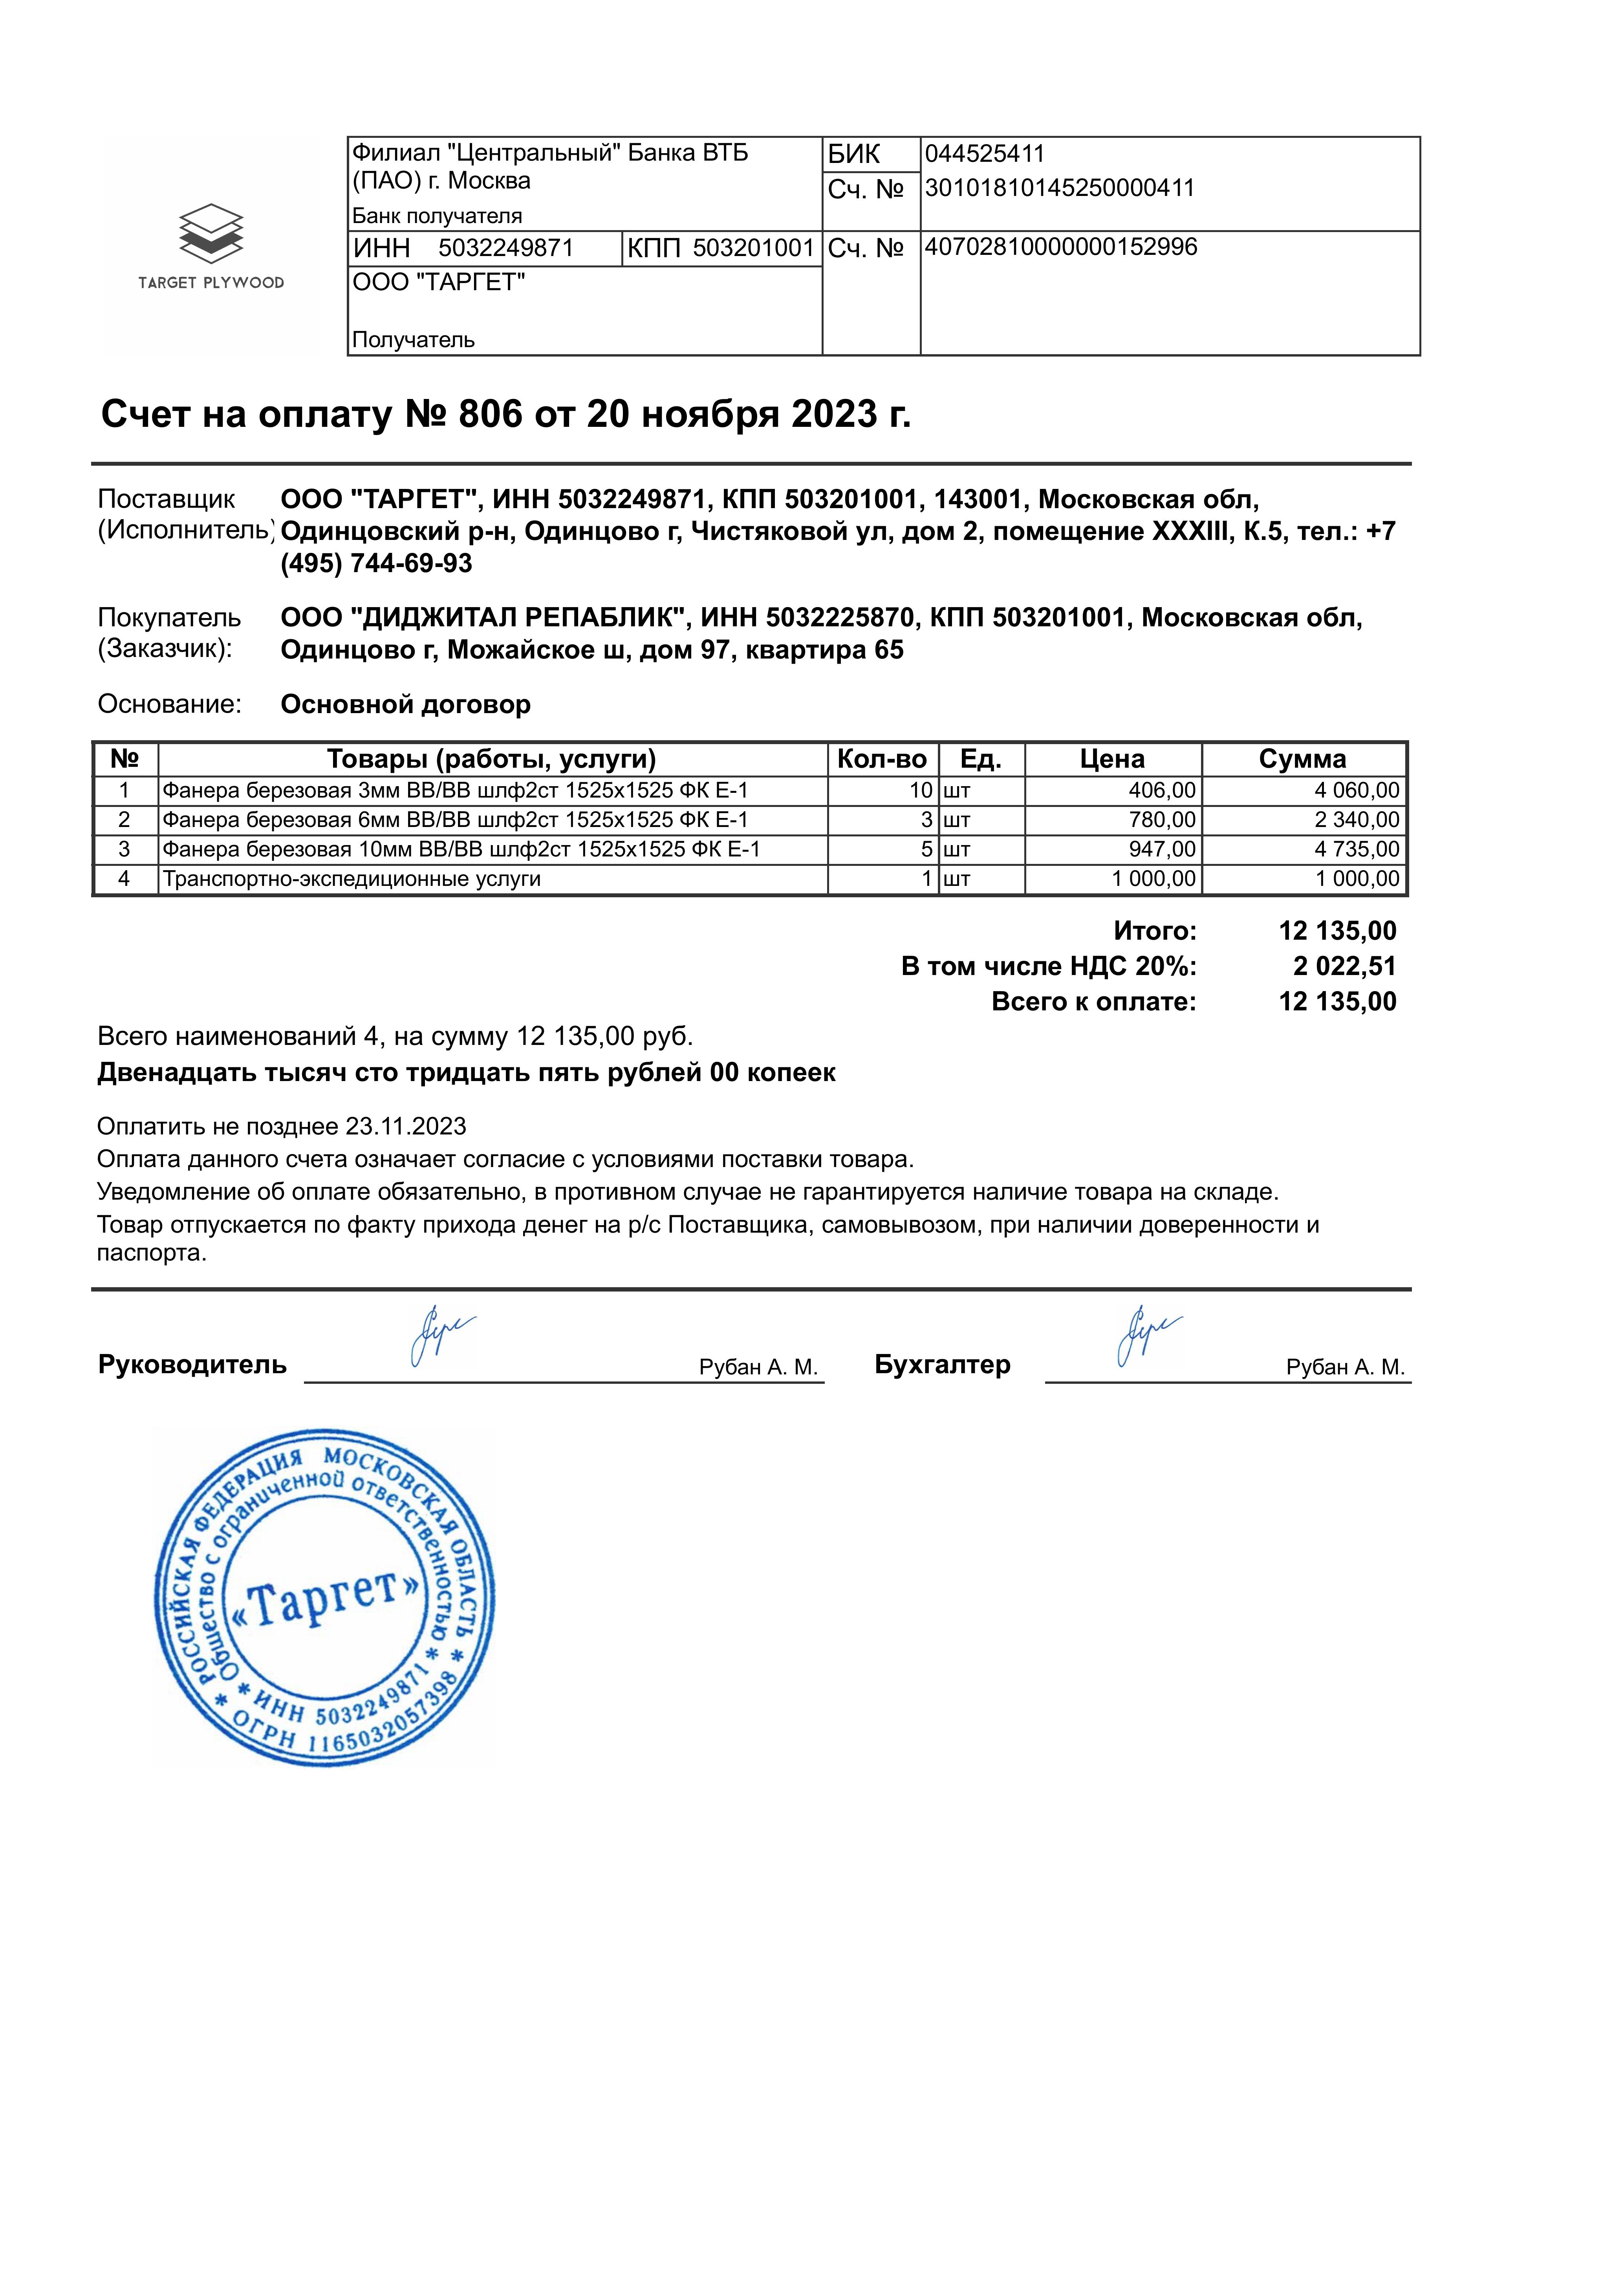 TARGET PLYWOOD
Филиал "Центральный" Банка ВТБ
(ПАО) г. Москва
Банк получателя
БИК 044525411
Сч. № 30101810145250000411
ИНН 5032249871 КПП 503201001 Сч. № 40702810000000152996
ООО "ТАРГЕТ"
Получатель
Счет на оплату № 806 от 20 ноября 2023 г.
Поставщик (Исполнитель)
ООО "ТАРГЕТ", ИНН 5032249871, КПП 503201001, 143001, Московская обл,
Одинцовский р-н, Одинцово г, Чистяковой ул, дом 2, помещение XXXIII, К.5, тел.: +7
(495) 744-69-93
Покупатель (Заказчик):
ООО "ДИДЖИТАЛ РЕПАБЛИК", ИНН 5032225870, КПП 503201001, Московская обл,
Одинцово г, Можайское ш, дом 97, квартира 65
Основание: Основной договор
№ Товары (работы, услуги) Кол-во Ед. Цена Сумма
1 Фанера березовая 3мм ВВ/ВВ шлф2ст 1525х1525 ФК Е-1 10 шт 406,00 4 060,00
2 Фанера березовая 6мм ВВ/ВВ шлф2ст 1525х1525 ФК Е-1 3 шт 780,00 2 340,00
3 Фанера березовая 10мм ВВ/ВВ шлф2ст 1525х1525 ФК Е-1 5 шт 947,00 4 735,00
4 Транспортно-экспедиционные услуги 1 шт 1 000,00 1 000,00
Итого: 12 135,00
В том числе НДС 20%: 2 022,51
Всего к оплате: 12 135,00
Всего наименований 4, на сумму 12 135,00 руб.
Двенадцать тысяч сто тридцать пять рублей 00 копеек
Оплатить не позднее 23.11.2023
Оплата данного счета означает согласие с условиями поставки товара.
Уведомление об оплате обязательно, в противном случае не гарантируется наличие товара на складе.
Товар отпускается по факту прихода денег на р/с Поставщика, самовывозом, при наличии доверенности и
паспорта.
Руководитель Рубан А. М. Бухгалтер Рубан А. М.
РОССИЙСКАЯ ФЕДЕРАЦИЯ МОСКОВСКАЯ ОБЛАСТЬ
Общество с ограниченной ответственностью
«Таргет»
* ИНН 5032249871 *
* ОГРН 1165032057398 *